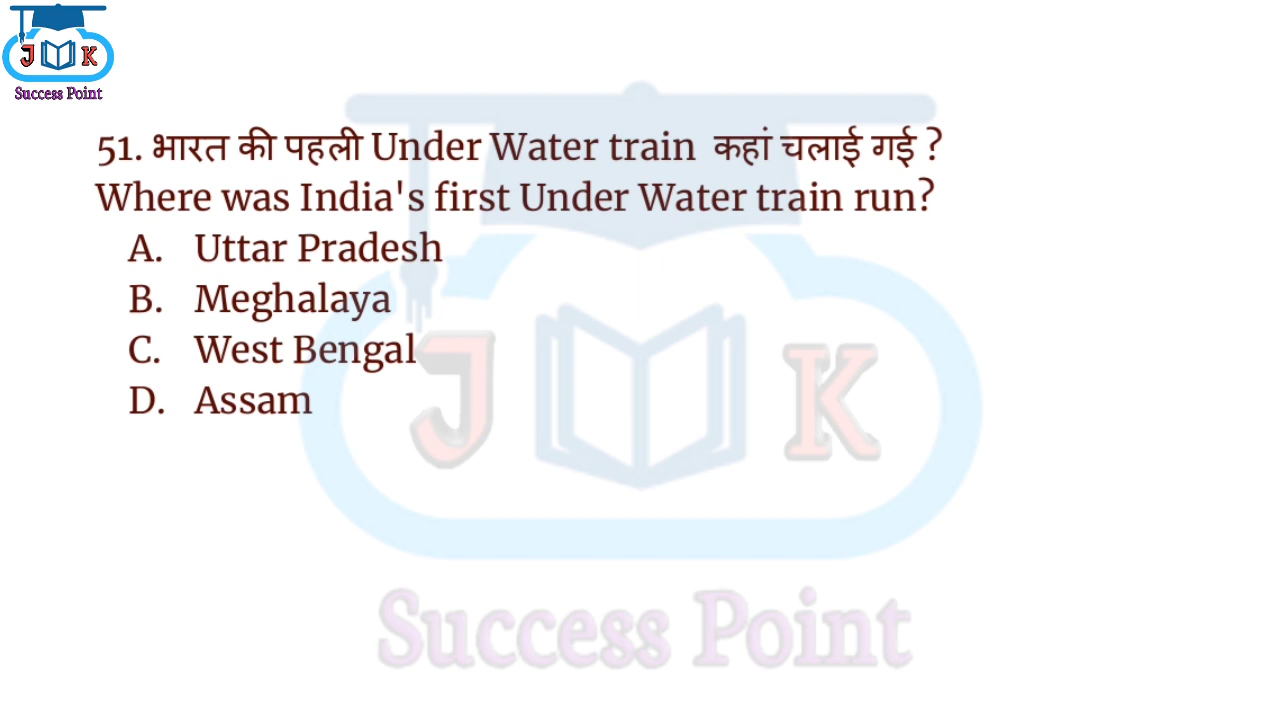 J K
Success Point
51. भारत की पहली Under Water train कहां चलाई गई ?
Where was India's first Under Water train run?
A. Uttar Pradesh
B. Meghalaya
C. West Bengal
D. Assam
J K
Success Point